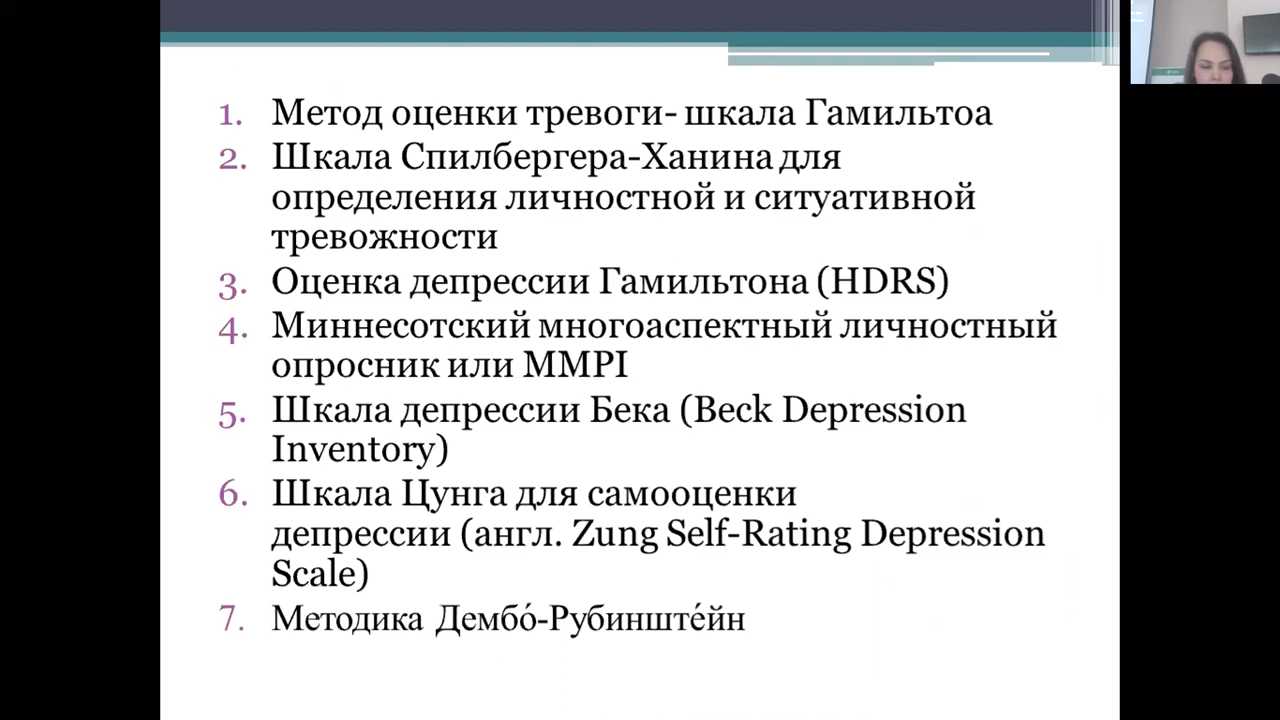 1. Метод оценки тревоги- шкала Гамильтоа
2. Шкала Спилбергера-Ханина для
определения личностной и ситуативной
тревожности
3. Оценка депрессии Гамильтона (HDRS)
4. Миннесотский многоаспектный личностный
опросник или MMPI
5. Шкала депрессии Бека (Beck Depression
Inventory)
6. Шкала Цунга для самооценки
депрессии (англ. Zung Self-Rating Depression
Scale)
7. Методика Дембо́-Рубинште́йн